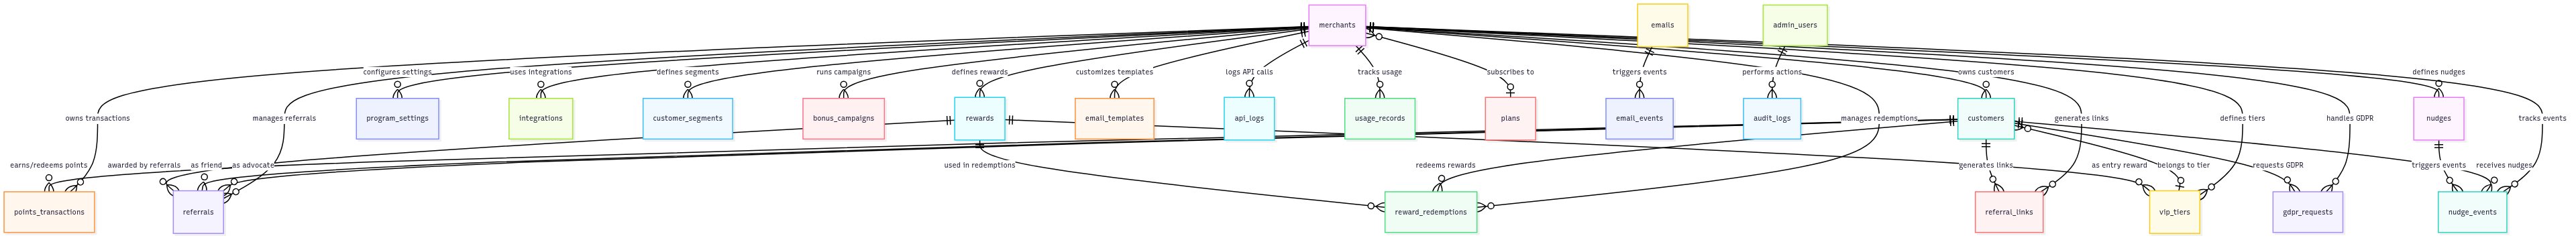 merchants
emails
admin_users
configures settings
uses integrations
defines segments
runs campaigns
defines rewards
customizes templates
logs API calls
tracks usage
subscribes to
triggers events
performs actions
owns customers
defines nudges
owns transactions
manages referrals
program_settings
integrations
customer_segments
bonus_campaigns
rewards
email_templates
api_logs
usage_records
plans
email_events
audit_logs
manages redemptions
customers
generates links
defines tiers
handles GDPR
nudges
tracks events
earns/redeems points
awarded by referrals
as friend
as advocate
used in redemptions
redeems rewards
generates links
as entry reward
belongs to tier
requests GDPR
triggers events
receives nudges
points_transactions
referrals
reward_redemptions
referral_links
vip_tiers
gdpr_requests
nudge_events